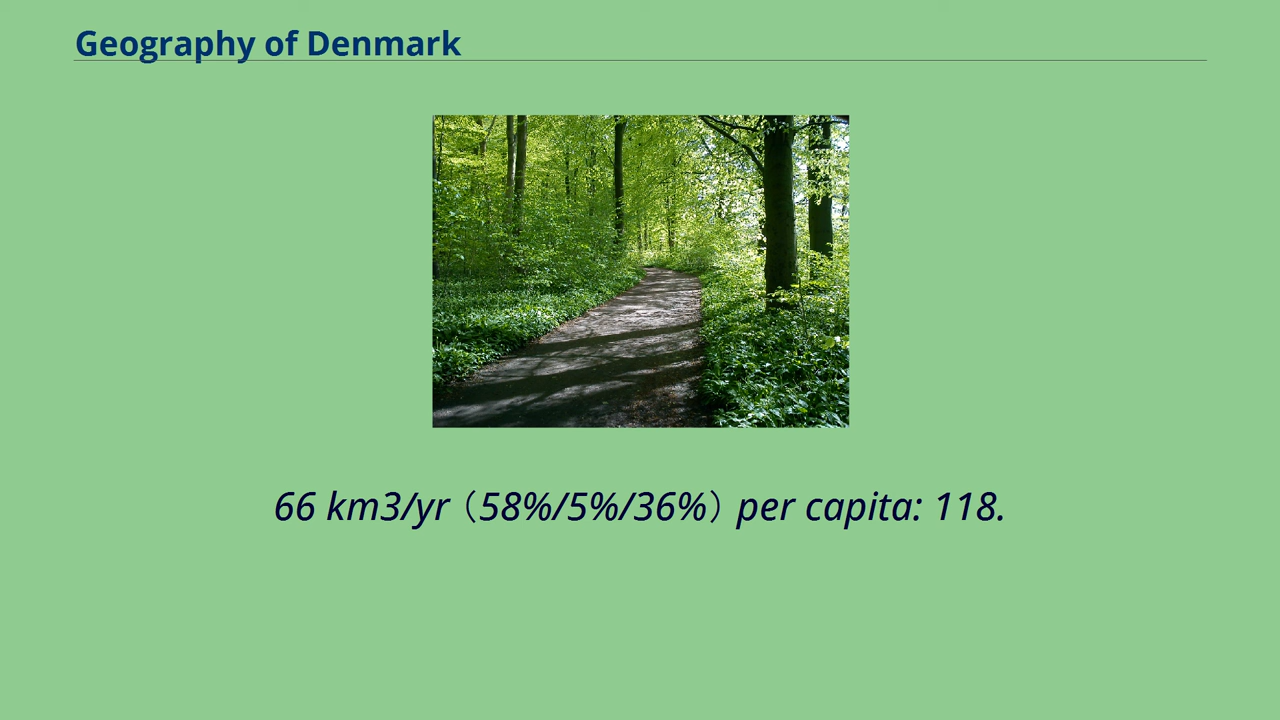 Geography of Denmark
66 km3/yr（58%/5%/36%）per capita: 118.